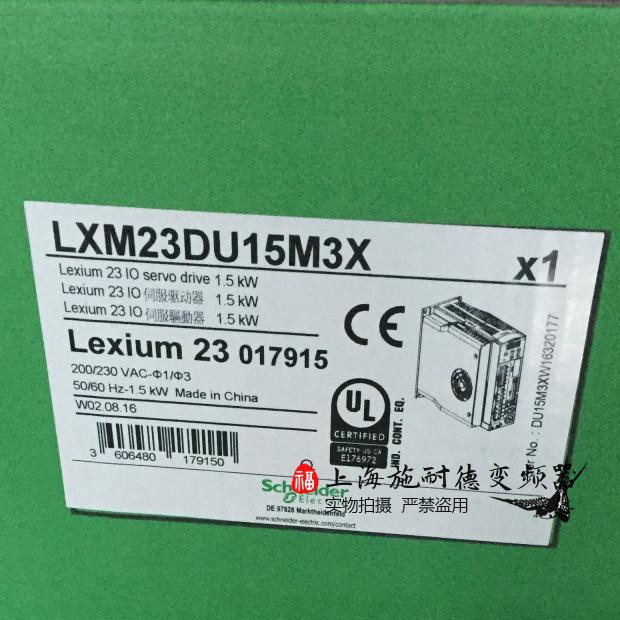 LXM23DU15M3X
x1
Lexium 23 IO servo drive 1.5 kW
Lexium 23 IO 伺服驱动器 1.5 kW
Lexium 23 IO 伺服驅動器 1.5 kW
Lexium 23 017915
200/230 VAC-Φ1/Φ3
50/60 Hz-1.5 kW Made in China
W02.08.16
3 606480 179150
CE
UL
CERTIFIED
SAFETY US CA
E176972
IND. CONT. EQ.
No.: DU15M3XW16320177
Schneider
Electric
DE 97828 Marktheidenfeld
www.schneider-electric.com/contact
福
上海施耐德变频器
实物拍摄 严禁盗用